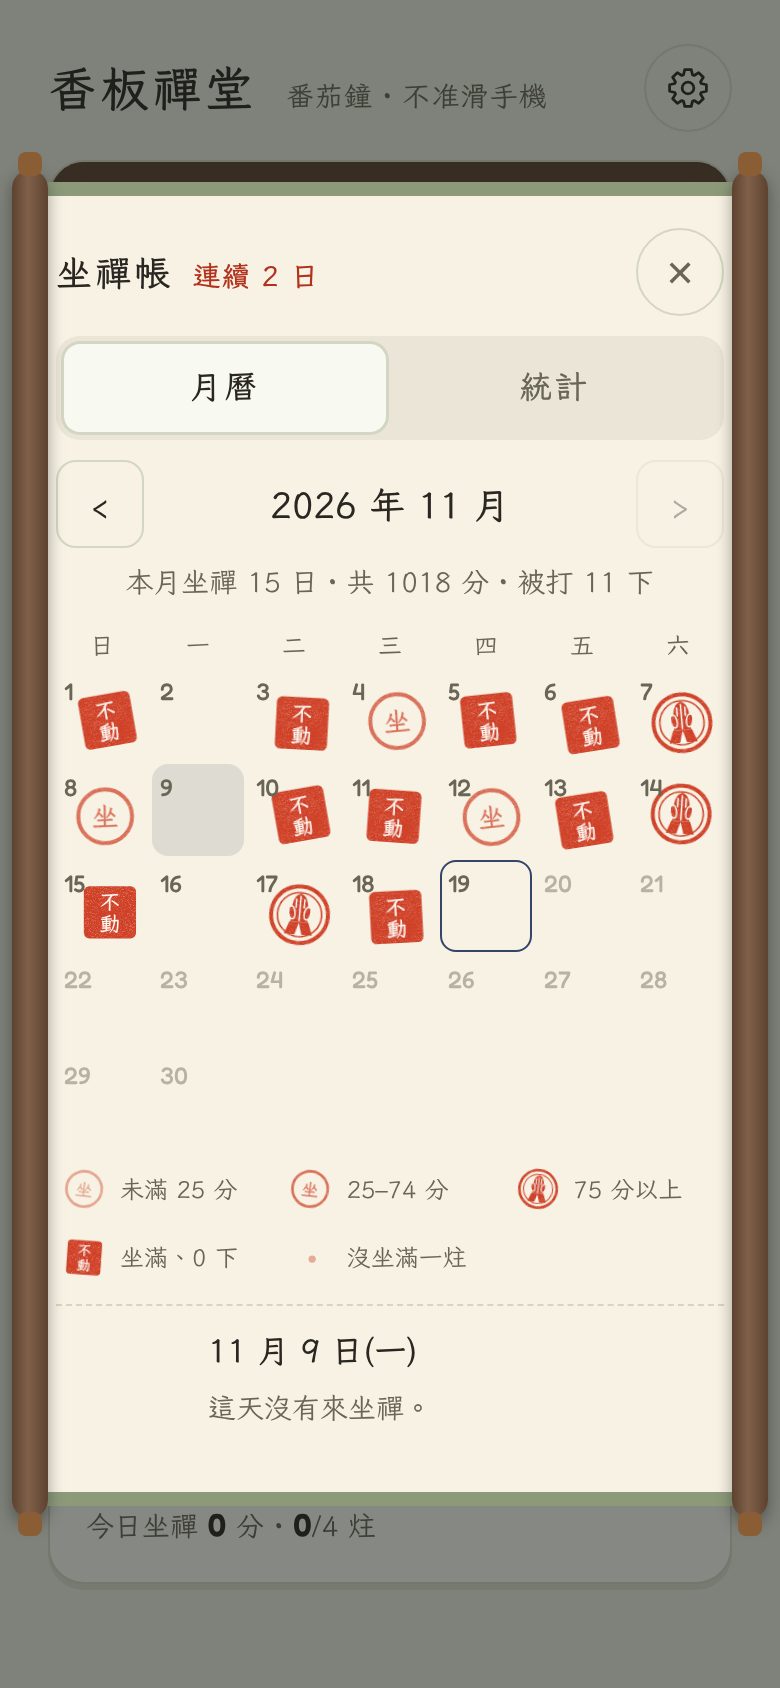 香板禪堂 番茄鐘・不准滑手機
坐禪帳 連續 2 日 ×
月曆 統計
< 2026 年 11 月 >
本月坐禪 15 日・共 1018 分・被打 11 下
日 一 二 三 四 五 六
1 不動 2 3 不動 4 坐 5 不動 6 不動 7
8 坐 9 10 不動 11 不動 12 坐 13 不動 14
15 不動 16 17 18 不動 19 20 21
22 23 24 25 26 27 28
29 30
坐 未滿 25 分 坐 25–74 分 75 分以上
不動 坐滿、0 下 沒坐滿一炷
11 月 9 日(一)
這天沒有來坐禪。
今日坐禪 0 分・0/4 炷